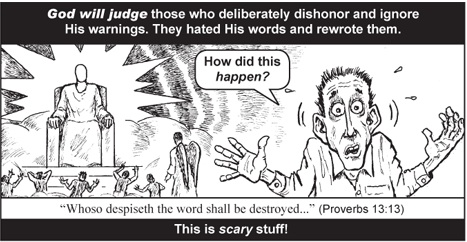 God will judge those who deliberately dishonor and ignore
His warnings. They hated His words and rewrote them.
How did this
happen?
"Whoso despiseth the word shall be destroyed..." (Proverbs 13:13)
This is scary stuff!